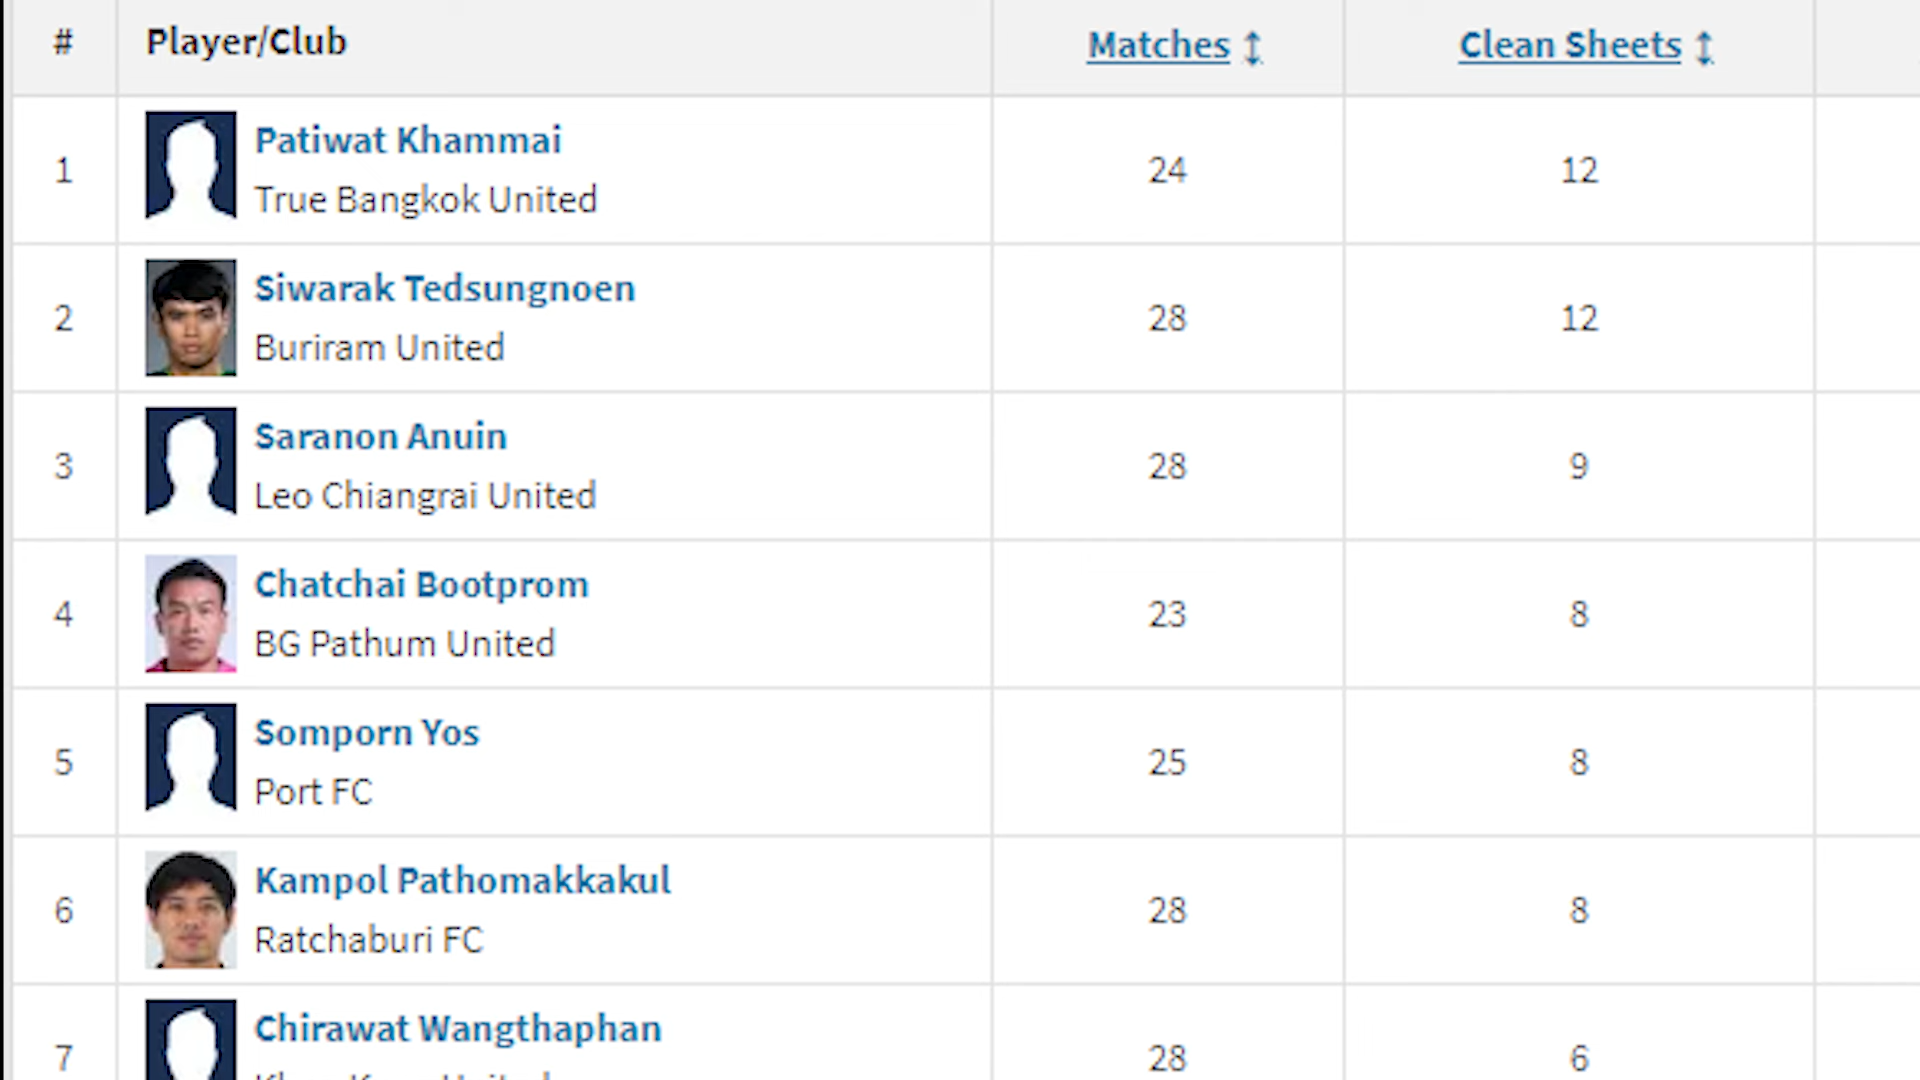 # Player/Club Matches Clean Sheets
1 Patiwat Khammai 24 12
True Bangkok United
2 Siwarak Tedsungnoen 28 12
Buriram United
3 Saranon Anuin 28 9
Leo Chiangrai United
4 Chatchai Bootprom 23 8
BG Pathum United
5 Somporn Yos 25 8
Port FC
6 Kampol Pathomakkakul 28 8
Ratchaburi FC
7 Chirawat Wangthaphan 28 6